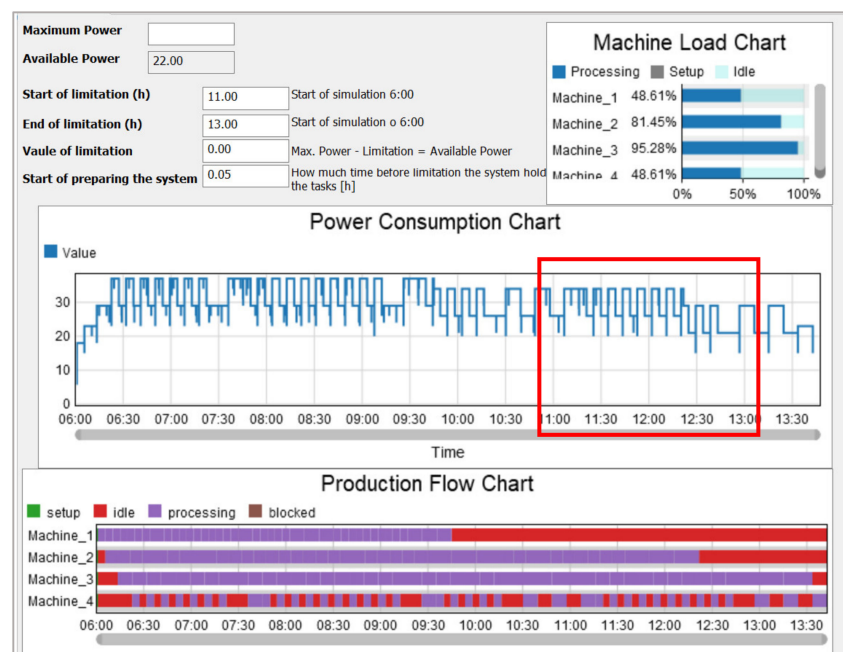 Maximum Power
Available Power 22.00
Start of limitation (h) 11.00 Start of simulation 6:00
End of limitation (h) 13.00 Start of simulation o 6:00
Vaule of limitation 0.00 Max. Power - Limitation = Available Power
Start of preparing the system 0.05 How much time before limitation the system hold
the tasks [h]
Machine Load Chart
Processing Setup Idle
Machine_1 48.61%
Machine_2 81.45%
Machine_3 95.28%
Machine_4 48.61%
0% 50% 100%
Power Consumption Chart
Value
30
20
10
0
06:00 06:30 07:00 07:30 08:00 08:30 09:00 09:30 10:00 10:30 11:00 11:30 12:00 12:30 13:00 13:30
Time
Production Flow Chart
setup idle processing blocked
Machine_1
Machine_2
Machine_3
Machine_4
06:00 06:30 07:00 07:30 08:00 08:30 09:00 09:30 10:00 10:30 11:00 11:30 12:00 12:30 13:00 13:30